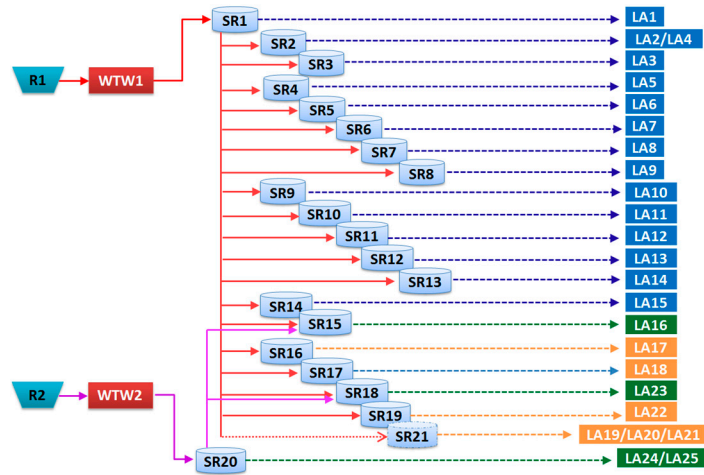 SR1 LA1
SR2 LA2/LA4
R1 WTW1 SR3 LA3
SR4 LA5
SR5 LA6
SR6 LA7
SR7 LA8
SR8 LA9
SR9 LA10
SR10 LA11
SR11 LA12
SR12 LA13
SR13 LA14
SR14 LA15
SR15 LA16
SR16 LA17
SR17 LA18
R2 WTW2 SR18 LA23
SR19 LA22
SR21 LA19/LA20/LA21
SR20 LA24/LA25